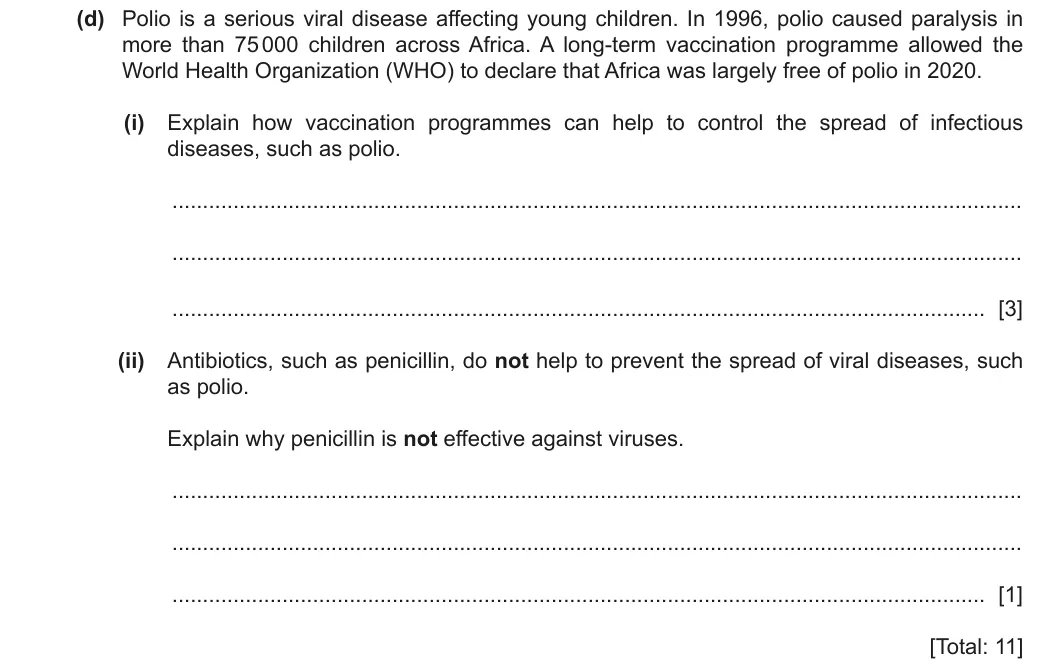 (d) Polio is a serious viral disease affecting young children. In 1996, polio caused paralysis in
more than 75000 children across Africa. A long-term vaccination programme allowed the
World Health Organization (WHO) to declare that Africa was largely free of polio in 2020.
(i) Explain how vaccination programmes can help to control the spread of infectious
diseases, such as polio.
..........................................................................................................................................
..........................................................................................................................................
.................................................................................................................................... [3]
(ii) Antibiotics, such as penicillin, do not help to prevent the spread of viral diseases, such
as polio.
Explain why penicillin is not effective against viruses.
..........................................................................................................................................
..........................................................................................................................................
.................................................................................................................................... [1]
[Total: 11]